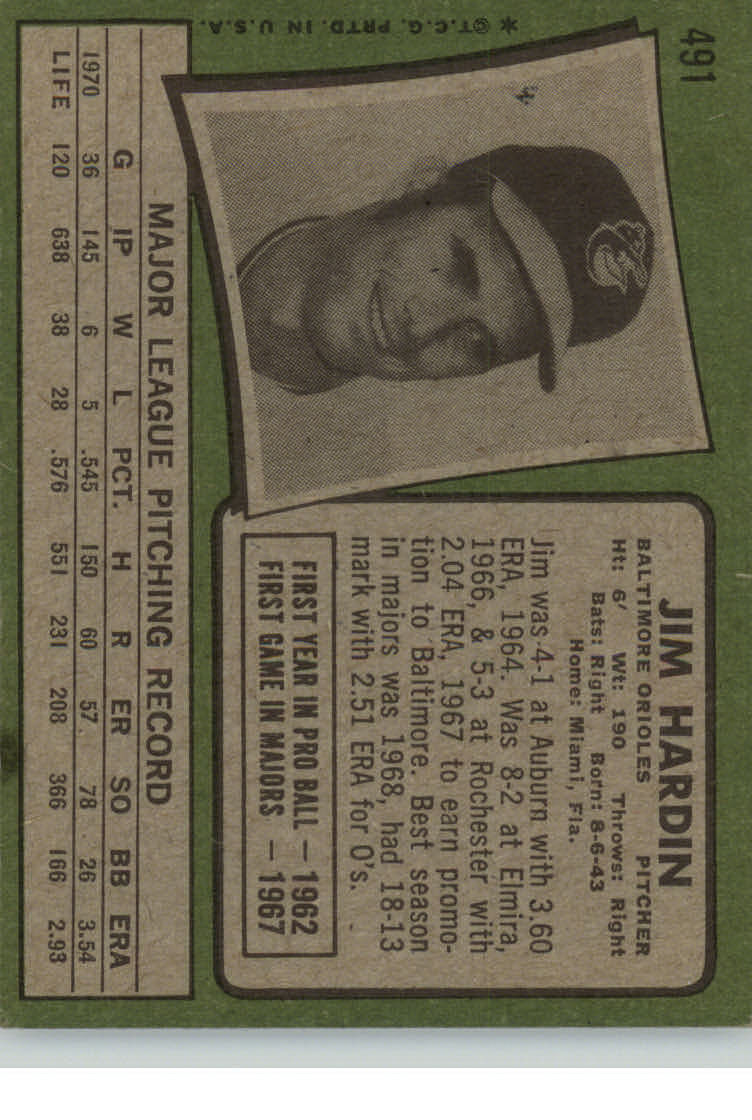 491
* © T.C.G. PRTD. IN U.S.A.
JIM HARDIN
BALTIMORE ORIOLES PITCHER
Ht: 6' Wt: 190 Throws: Right
Bats: Right Born: 8-6-43
Home: Miami, Fla.
Jim was 4-1 at Auburn with 3.60
ERA, 1964. Was 8-2 at Elmira,
1966, & 5-3 at Rochester with
2.04 ERA, 1967 to earn promo-
tion to Baltimore. Best season
in majors was 1968, had 18-13
mark with 2.51 ERA for O's.
FIRST YEAR IN PRO BALL — 1962
FIRST GAME IN MAJORS — 1967
MAJOR LEAGUE PITCHING RECORD
G IP W L PCT. H R ER SO BB ERA
1970 36 145 6 5 .545 150 60 57 78 26 3.54
LIFE 120 638 38 28 .576 551 231 208 366 166 2.93